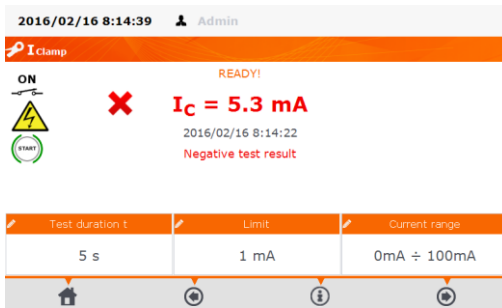 2016/02/16 8:14:39 Admin
I Clamp
ON
READY!
IC = 5.3 mA
2016/02/16 8:14:22
START
Negative test result
Test duration t Limit Current range
5 s 1 mA 0mA ÷ 100mA